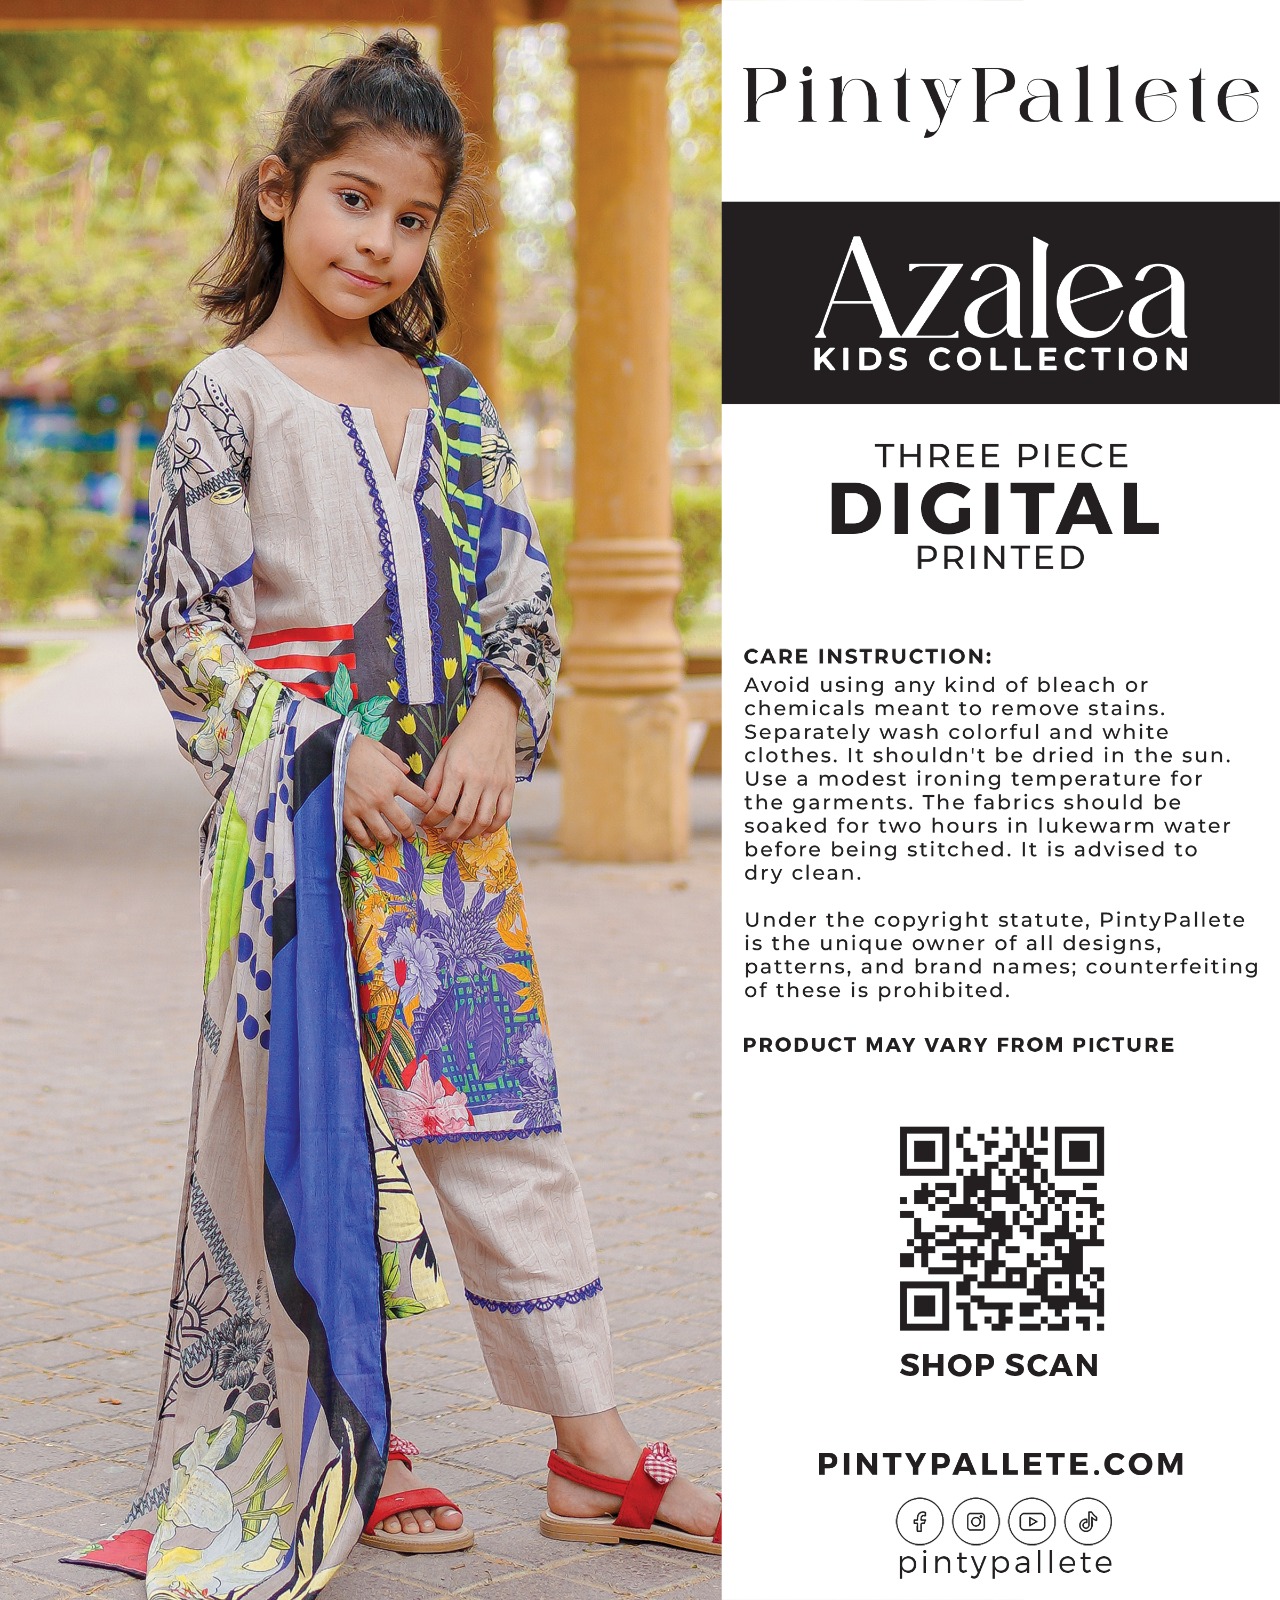 PintyPallete
Azalea
KIDS COLLECTION
THREE PIECE
DIGITAL
PRINTED
CARE INSTRUCTION:
Avoid using any kind of bleach or
chemicals meant to remove stains.
Separately wash colorful and white
clothes. It shouldn't be dried in the sun.
Use a modest ironing temperature for
the garments. The fabrics should be
soaked for two hours in lukewarm water
before being stitched. It is advised to
dry clean.
Under the copyright statute, PintyPallete
is the unique owner of all designs,
patterns, and brand names; counterfeiting
of these is prohibited.
PRODUCT MAY VARY FROM PICTURE
SHOP SCAN
PINTYPALLETE.COM
pintypallete